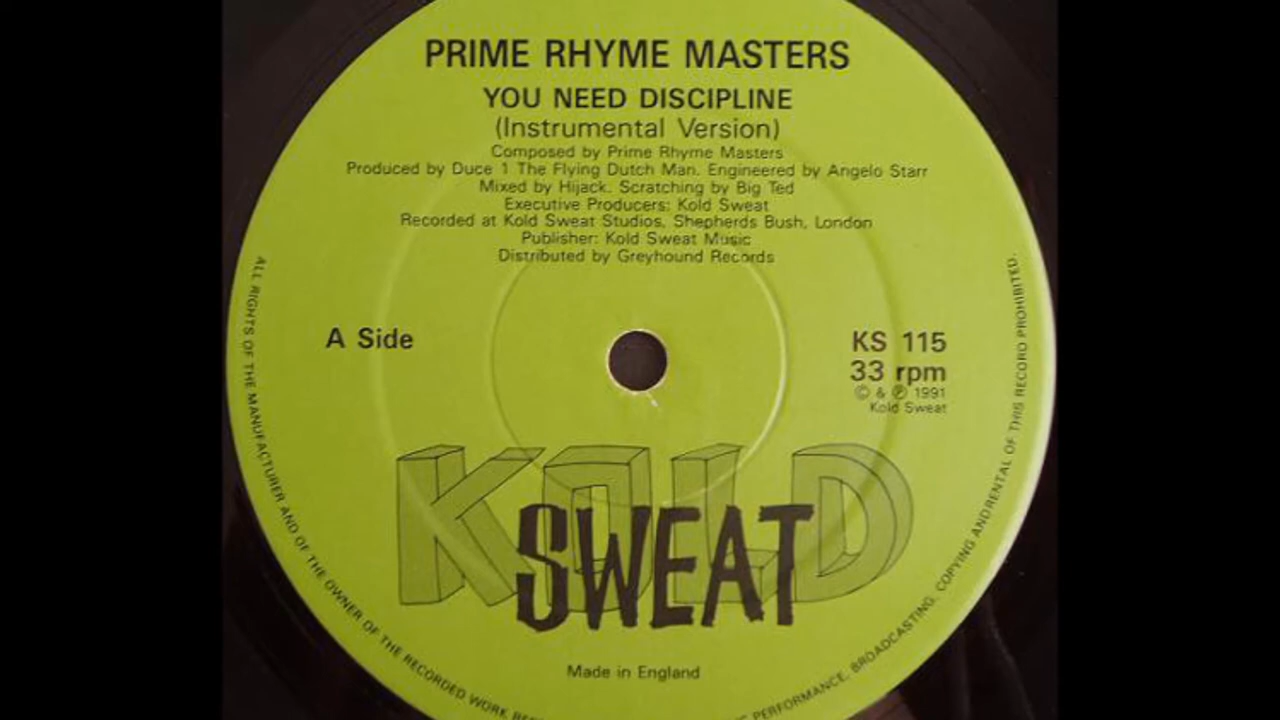 PRIME RHYME MASTERS
YOU NEED DISCIPLINE
(Instrumental Version)
Composed by Prime Rhyme Masters
Produced by Duce 1 The Flying Dutch Man. Engineered by Angelo Starr
Mixed by Hijack. Scratching by Big Ted
Executive Producers: Kold Sweat
Recorded at Kold Sweat Studios, Shepherds Bush, London
Publisher: Kold Sweat Music
Distributed by Greyhound Records
A Side
KS 115
33 rpm
© & ℗ 1991
Kold Sweat
KOLD
SWEAT
Made in England
ALL RIGHTS OF THE MANUFACTURER AND OF THE OWNER OF THE RECORDED WORK
PERFORMANCE, BROADCASTING, COPYING AND RENTAL OF THIS RECORD PROHIBITED.